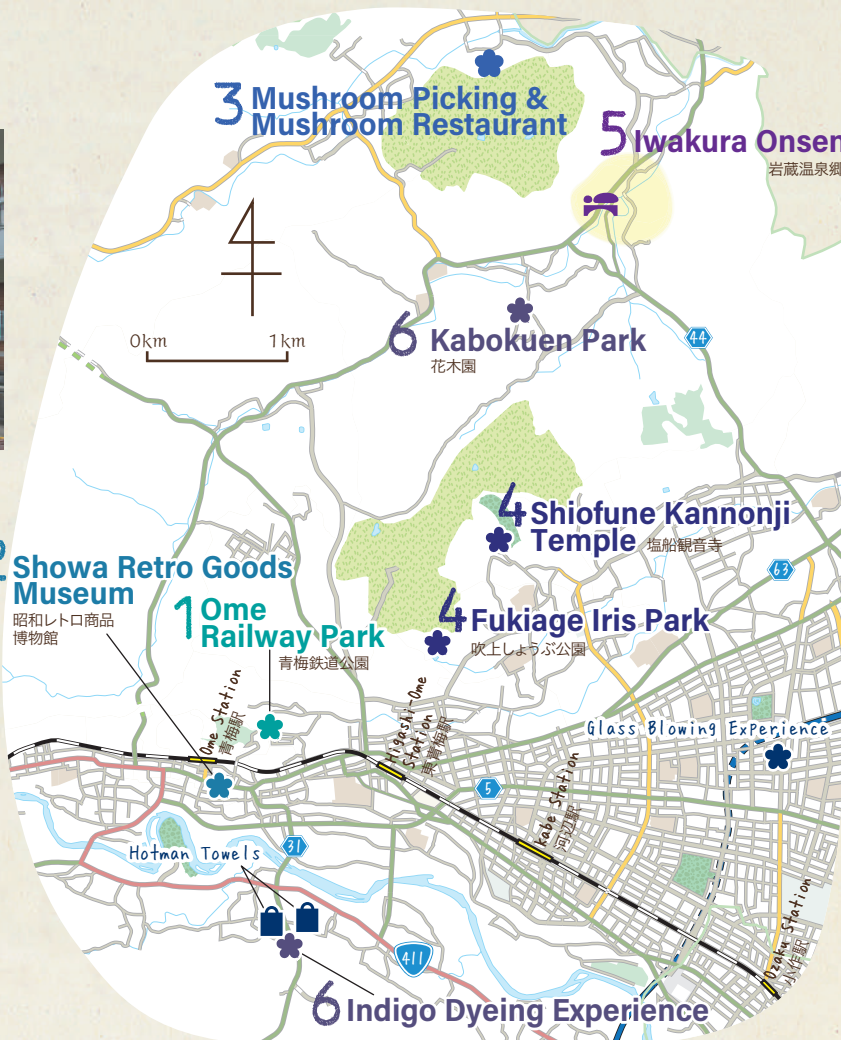 3 Mushroom Picking &
Mushroom Restaurant
5 Iwakura Onsen
岩蔵温泉郷
0km 1km
6 Kabokuen Park
花木園
44
4 Shiofune Kannonji
Temple 塩船観音寺
63
2 Showa Retro Goods
Museum
昭和レトロ商品
博物館
1 Ome
Railway Park
青梅鉄道公園
4 Fukiage Iris Park
吹上しょうぶ公園
Ome Station
青梅駅
Higashi-Ome
Station
東青梅駅
Glass Blowing Experience
5
Kabe Station
河辺駅
31
Hotman Towels
411
Ozaku Station
小作駅
6 Indigo Dyeing Experience